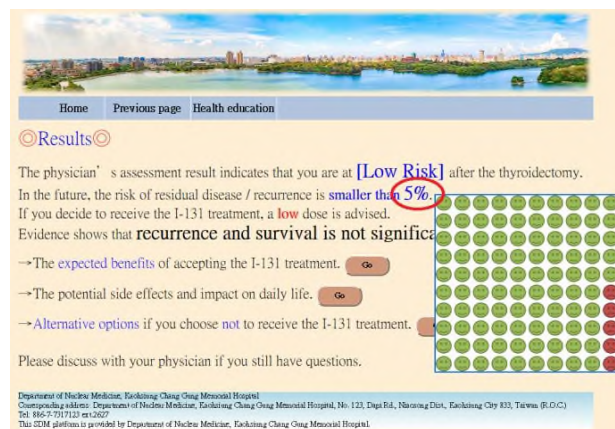 Home Previous page Health education
◎Results◎
The physician’s assessment result indicates that you are at [Low Risk] after the thyroidectomy.
In the future, the risk of residual disease / recurrence is smaller than 5%.
If you decide to receive the I-131 treatment, a low dose is advised.
Evidence shows that recurrence and survival is not significa
→The expected benefits of accepting the I-131 treatment. Go
→The potential side effects and impact on daily life. Go
→Alternative options if you choose not to receive the I-131 treatment.
Please discuss with your physician if you still have questions.
Department of Nuclear Medicine, Kaohsiung Chang Gung Memorial Hospital
Corresponding address: Department of Nuclear Medicine, Kaohsiung Chang Gung Memorial Hospital, No. 123, Dapi Rd., Niaosong Dist., Kaohsiung City 833, Taiwan (R.O.C.)
Tel: 886-7-7317123 ext.2627
This SDM platform is provided by Department of Nuclear Medicine, Kaohsiung Chang Gung Memorial Hospital.